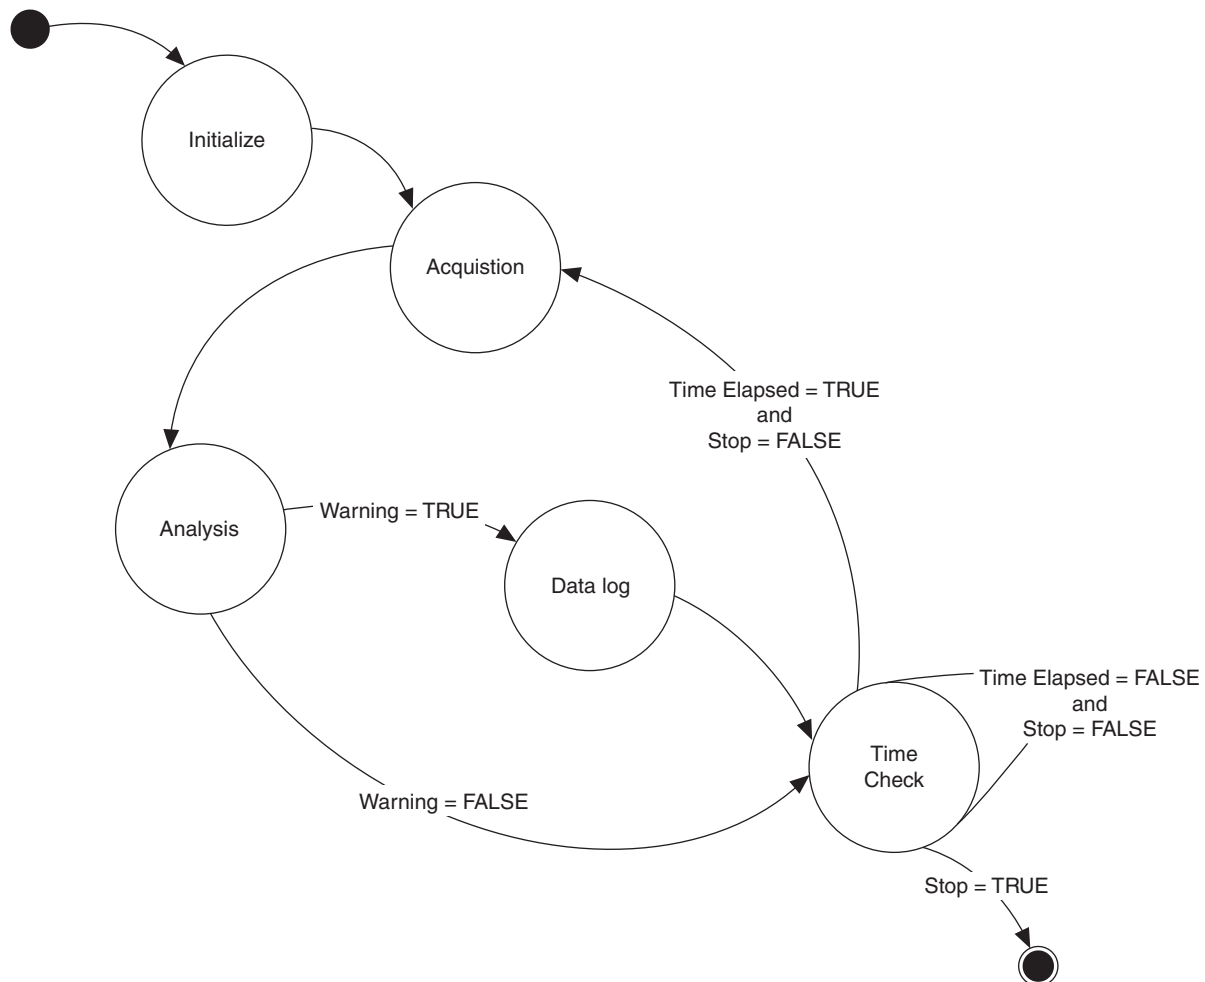 Initialize
Acquistion
Time Elapsed = TRUE
and
Stop = FALSE
Analysis
Warning = TRUE
Data log
Time Elapsed = FALSE
and
Stop = FALSE
Time
Check
Warning = FALSE
Stop = TRUE